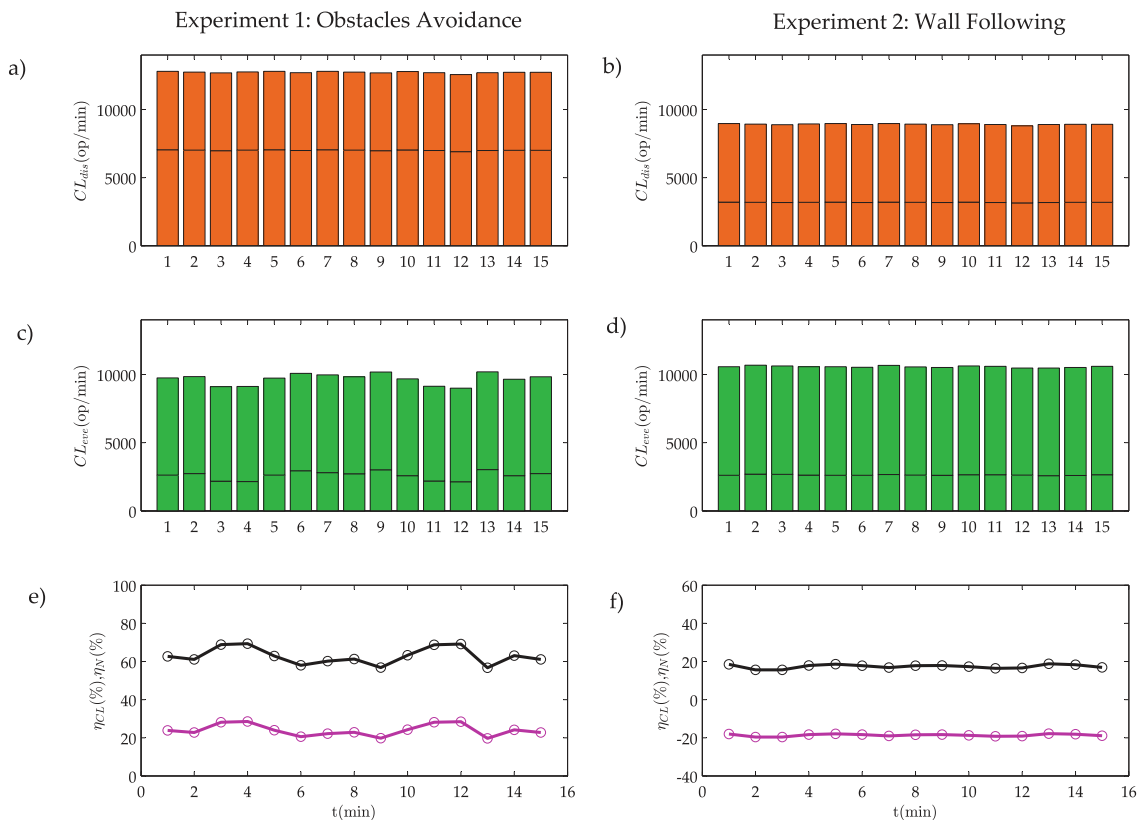 Experiment 1: Obstacles Avoidance
Experiment 2: Wall Following
a)
CL_dis(op/min)
10000
5000
0
1 2 3 4 5 6 7 8 9 10 11 12 13 14 15
b)
CL_dis(op/min)
10000
5000
0
1 2 3 4 5 6 7 8 9 10 11 12 13 14 15
c)
CL_eve(op/min)
10000
5000
0
1 2 3 4 5 6 7 8 9 10 11 12 13 14 15
d)
CL_eve(op/min)
10000
5000
0
1 2 3 4 5 6 7 8 9 10 11 12 13 14 15
e)
η_CL(%),η_N(%)
100
80
60
40
20
0
0 2 4 6 8 10 12 14 16
t(min)
f)
η_CL(%),η_N(%)
60
40
20
0
-20
-40
0 2 4 6 8 10 12 14 16
t(min)